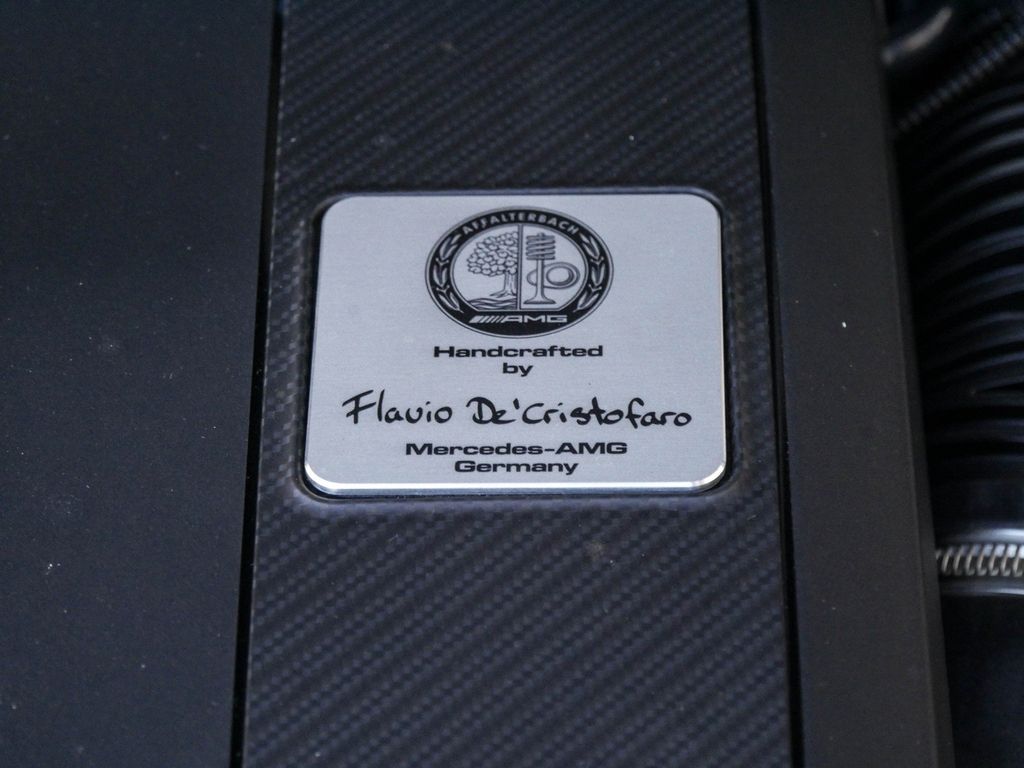 AFFALTERBACH
AMG
Handcrafted
by
Flavio De'Cristofaro
Mercedes-AMG
Germany